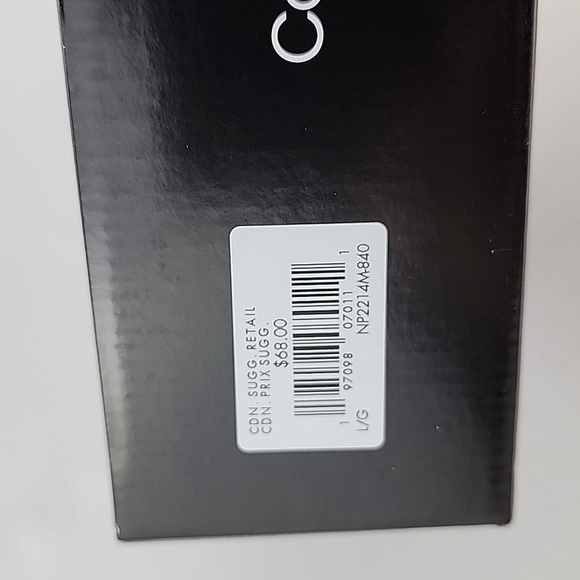 CDN. SUGG. RETAIL
CDN. PRIX SUGG.
$68.00
1 97098 07011 1
L/G NP2214M-840